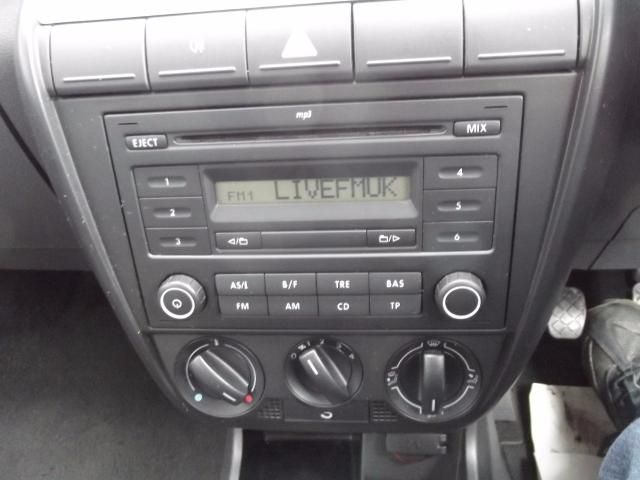 mp3
EJECT MIX
1 4
FM1 LIVEFMUK
2 5
3 6
AS/i B/F TRE BAS
FM AM CD TP